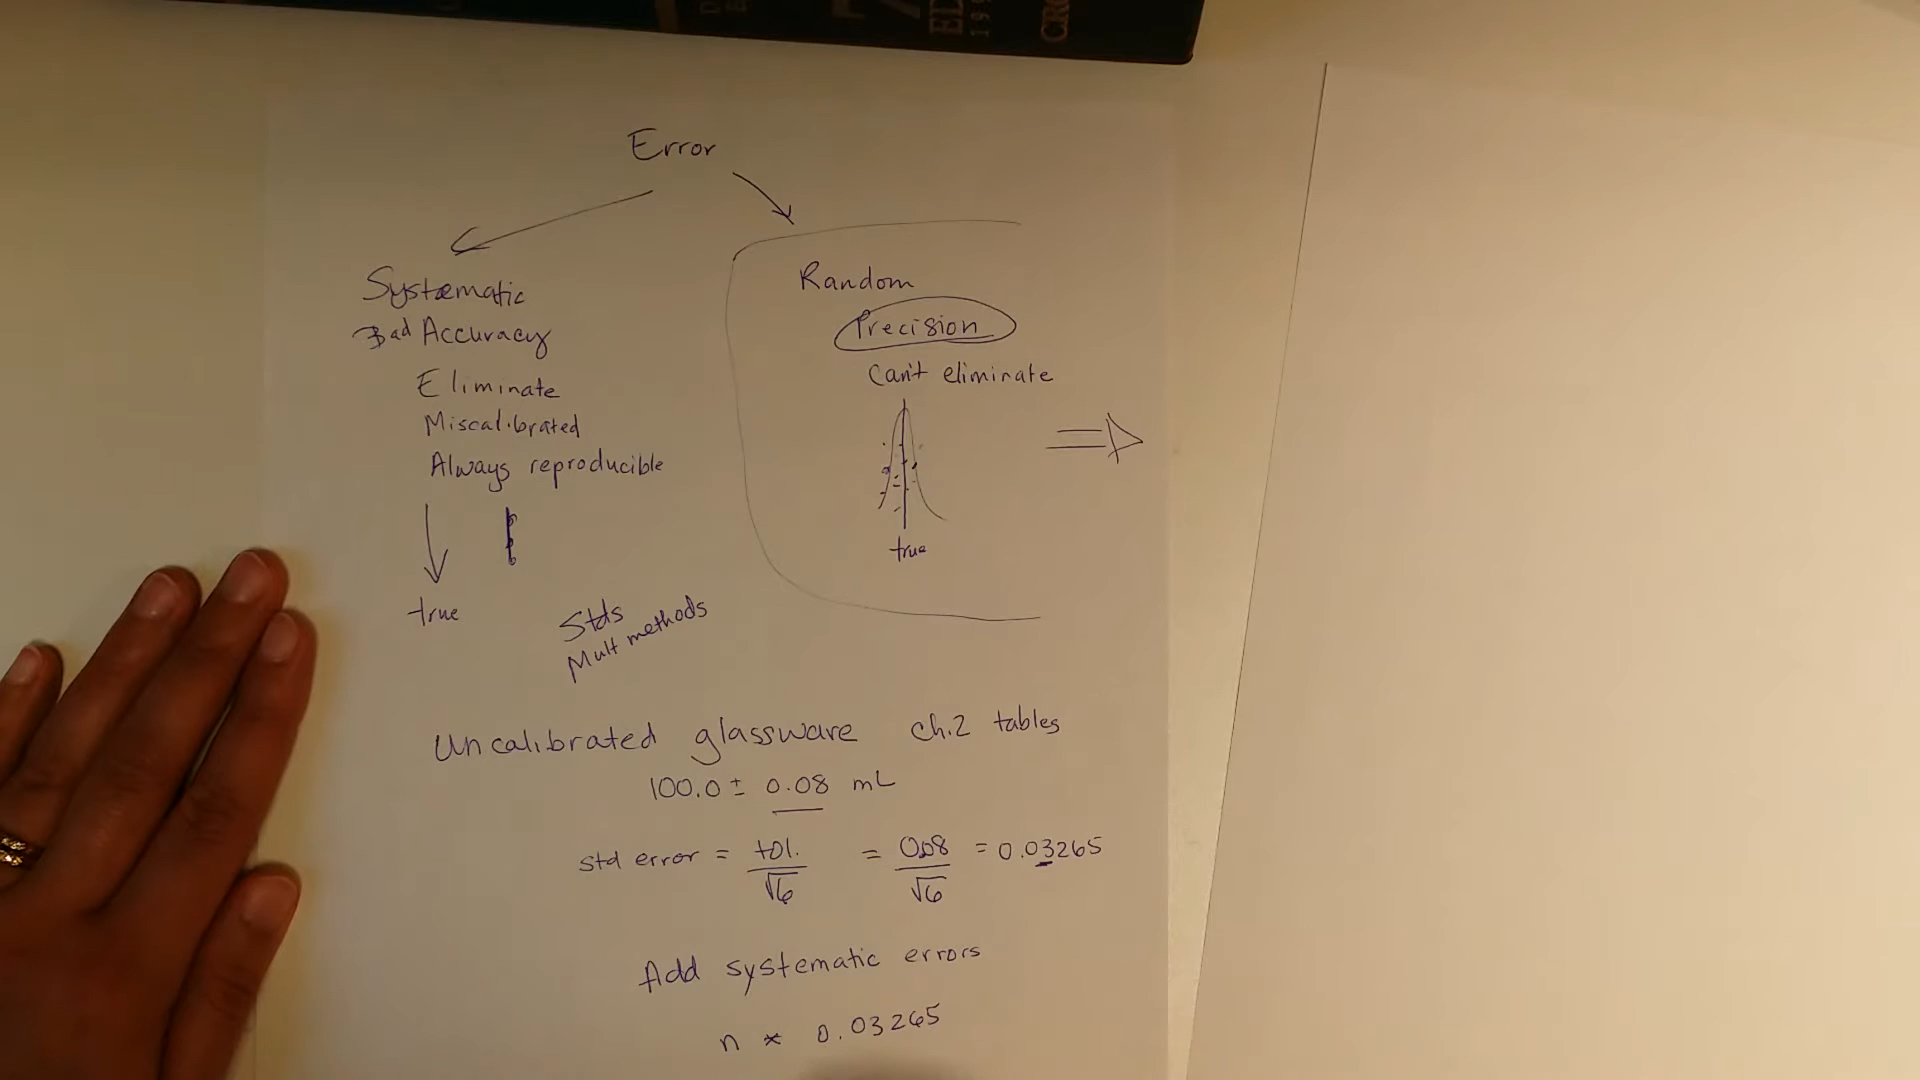 Error
Systematic
Bad Accuracy
Eliminate
Miscalibrated
Always reproducible
true
Stds
Mult methods
Random
Precision
Can't eliminate
true
Uncalibrated glassware ch.2 tables
100.0 ± 0.08 mL
std error = tol. / √6 = 0.08 / √6 = 0.03265
Add systematic errors
n * 0.03265